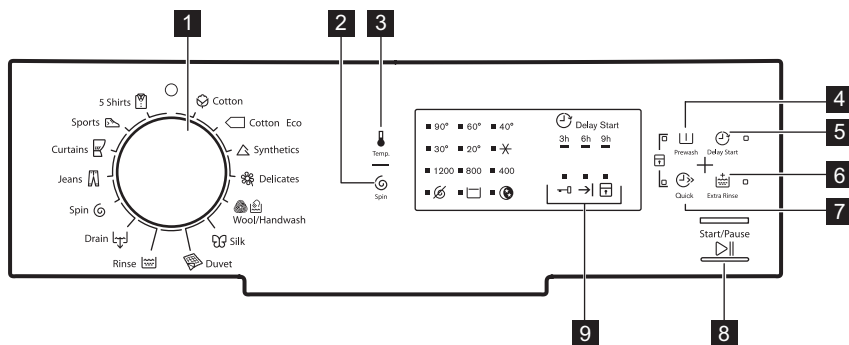 1
2
3
4
5
6
7
8
9
5 Shirts
Cotton
Sports
Cotton Eco
Curtains
Synthetics
Jeans
Delicates
Spin
Wool/Handwash
Drain
Silk
Rinse
Duvet
Temp.
Spin
90° 60° 40°
30° 20°
1200 800 400
Delay Start
3h 6h 9h
Prewash
Delay Start
Quick
Extra Rinse
Start/Pause